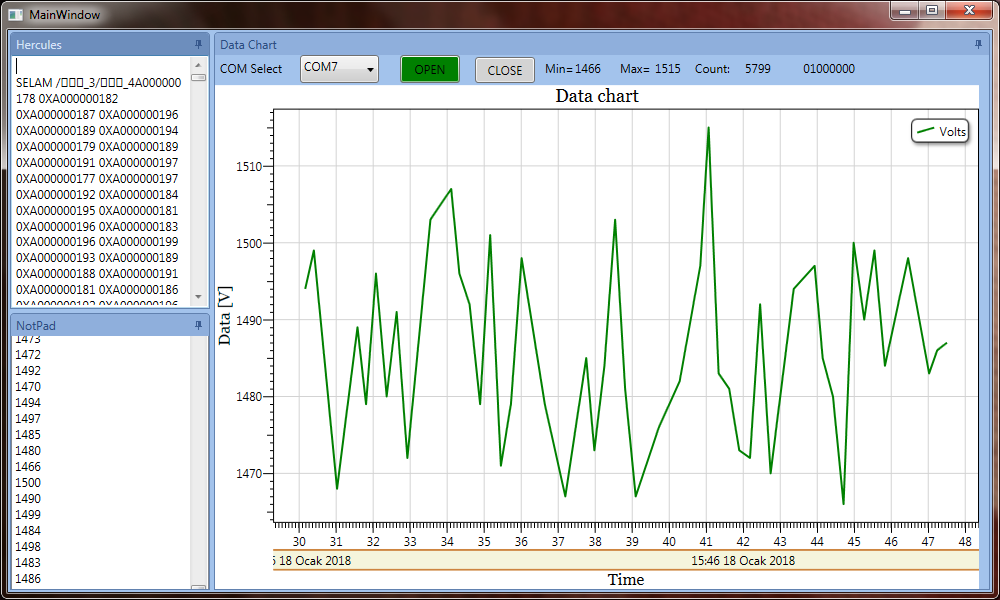 MainWindow
Hercules
SELAM /□□□_3/□□□_4A000000
178 0XA000000182
0XA000000187 0XA000000196
0XA000000189 0XA000000194
0XA000000179 0XA000000189
0XA000000191 0XA000000197
0XA000000177 0XA000000197
0XA000000192 0XA000000184
0XA000000195 0XA000000181
0XA000000196 0XA000000183
0XA000000196 0XA000000199
0XA000000193 0XA000000189
0XA000000188 0XA000000191
0XA000000181 0XA000000186
NotPad
1473
1472
1492
1470
1494
1497
1485
1480
1466
1500
1490
1499
1484
1498
1483
1486
Data Chart
COM Select COM7 OPEN CLOSE Min= 1466 Max= 1515 Count: 5799 01000000
Data chart
Volts
Data [V]
1510
1500
1490
1480
1470
30 31 32 33 34 35 36 37 38 39 40 41 42 43 44 45 46 47 48
18 Ocak 2018 15:46 18 Ocak 2018
Time